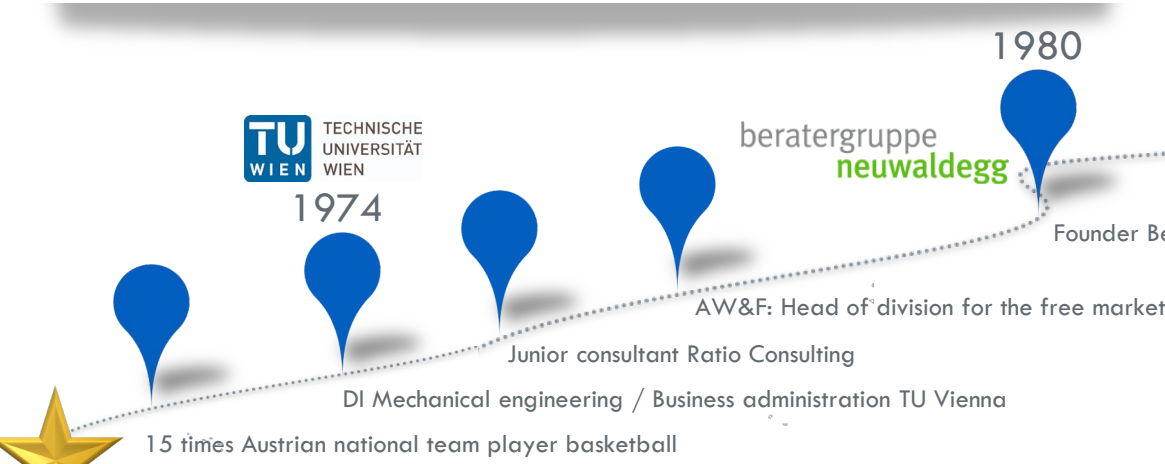 1980
TU
WIEN
TECHNISCHE
UNIVERSITÄT
WIEN
beratergruppe
neuwaldegg
1974
Founder Be
AW&F: Head of division for the free market
Junior consultant Ratio Consulting
DI Mechanical engineering / Business administration TU Vienna
15 times Austrian national team player basketball